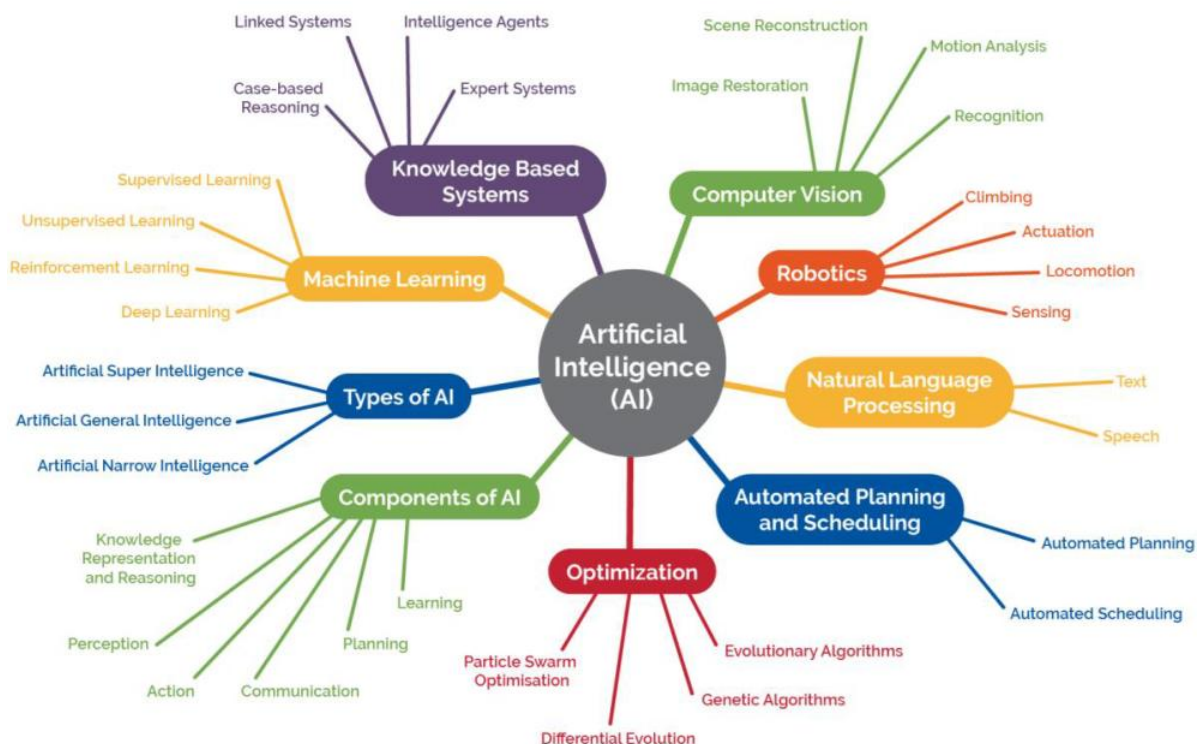 Linked Systems
Intelligence Agents
Case-based
Reasoning
Expert Systems
Knowledge Based
Systems
Scene Reconstruction
Motion Analysis
Image Restoration
Recognition
Computer Vision
Supervised Learning
Unsupervised Learning
Reinforcement Learning
Deep Learning
Machine Learning
Climbing
Actuation
Locomotion
Sensing
Robotics
Artificial
Intelligence
(AI)
Artificial Super Intelligence
Artificial General Intelligence
Artificial Narrow Intelligence
Types of AI
Natural Language
Processing
Text
Speech
Components of AI
Knowledge
Representation
and Reasoning
Perception
Action
Communication
Planning
Learning
Optimization
Particle Swarm
Optimisation
Differential Evolution
Genetic Algorithms
Evolutionary Algorithms
Automated Planning
and Scheduling
Automated Planning
Automated Scheduling